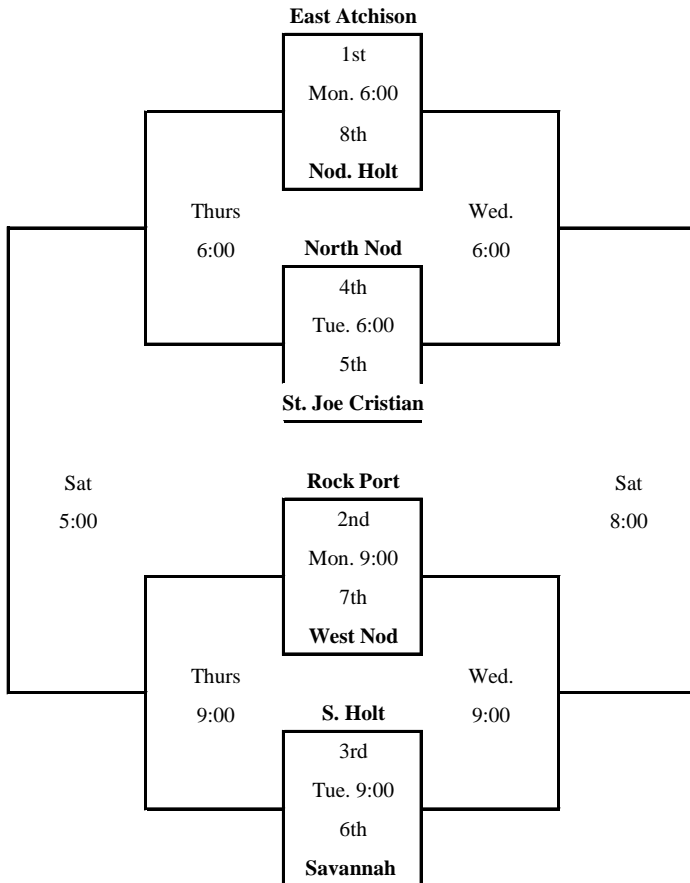 East Atchison
1st
Mon. 6:00
8th
Nod. Holt
Thurs
Wed.
6:00
North Nod
6:00
4th
Tue. 6:00
5th
St. Joe Cristian
Sat
Rock Port
Sat
5:00
2nd
8:00
Mon. 9:00
7th
West Nod
Thurs
Wed.
9:00
S. Holt
9:00
3rd
Tue. 9:00
6th
Savannah